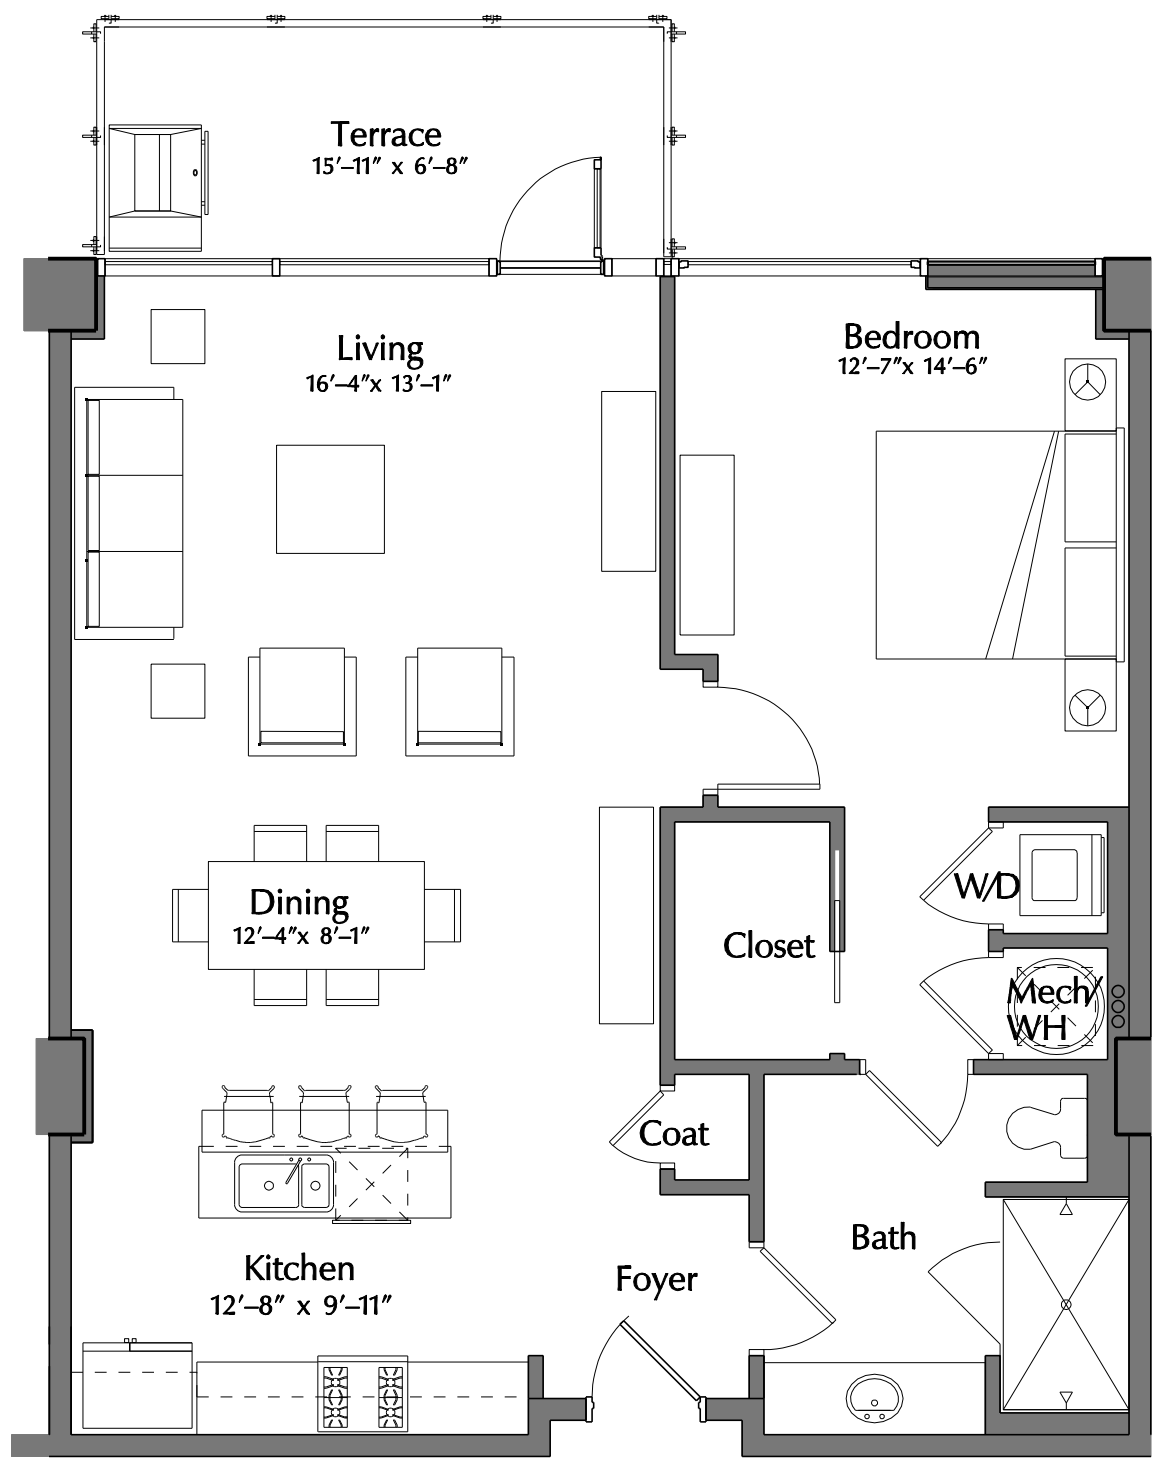 Terrace
15′–11″ x 6′–8″
Living
16′–4″x 13′–1″
Bedroom
12′–7″x 14′–6″
Dining
12′–4″x 8′–1″
W/D
Closet
Mech/
WH
Coat
Bath
Kitchen
12′–8″ x 9′–11″
Foyer